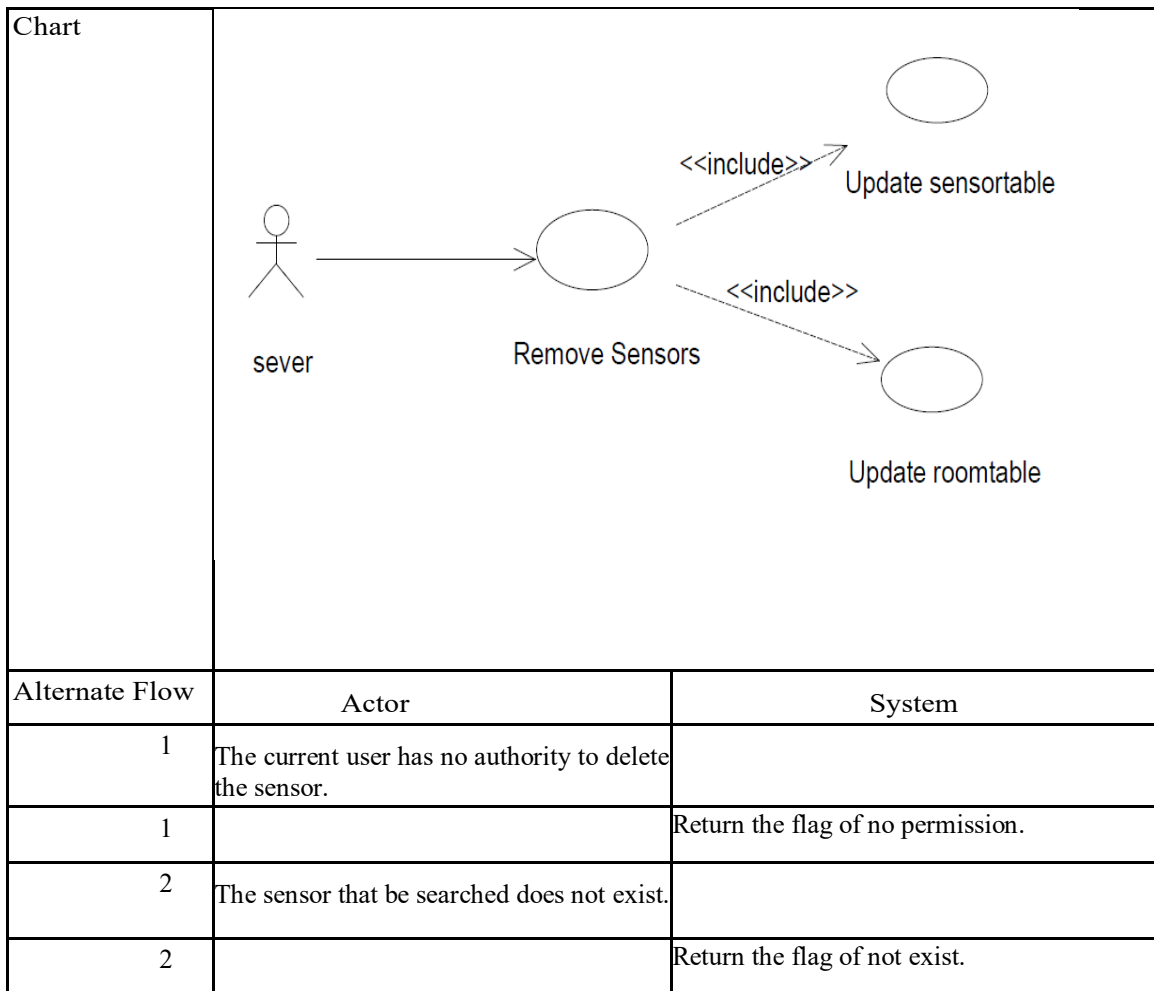 Chart
<<include>>
Update sensortable
<<include>>
sever
Remove Sensors
Update roomtable
Alternate Flow
Actor
System
1
The current user has no authority to delete
the sensor.
1
Return the flag of no permission.
2
The sensor that be searched does not exist.
2
Return the flag of not exist.